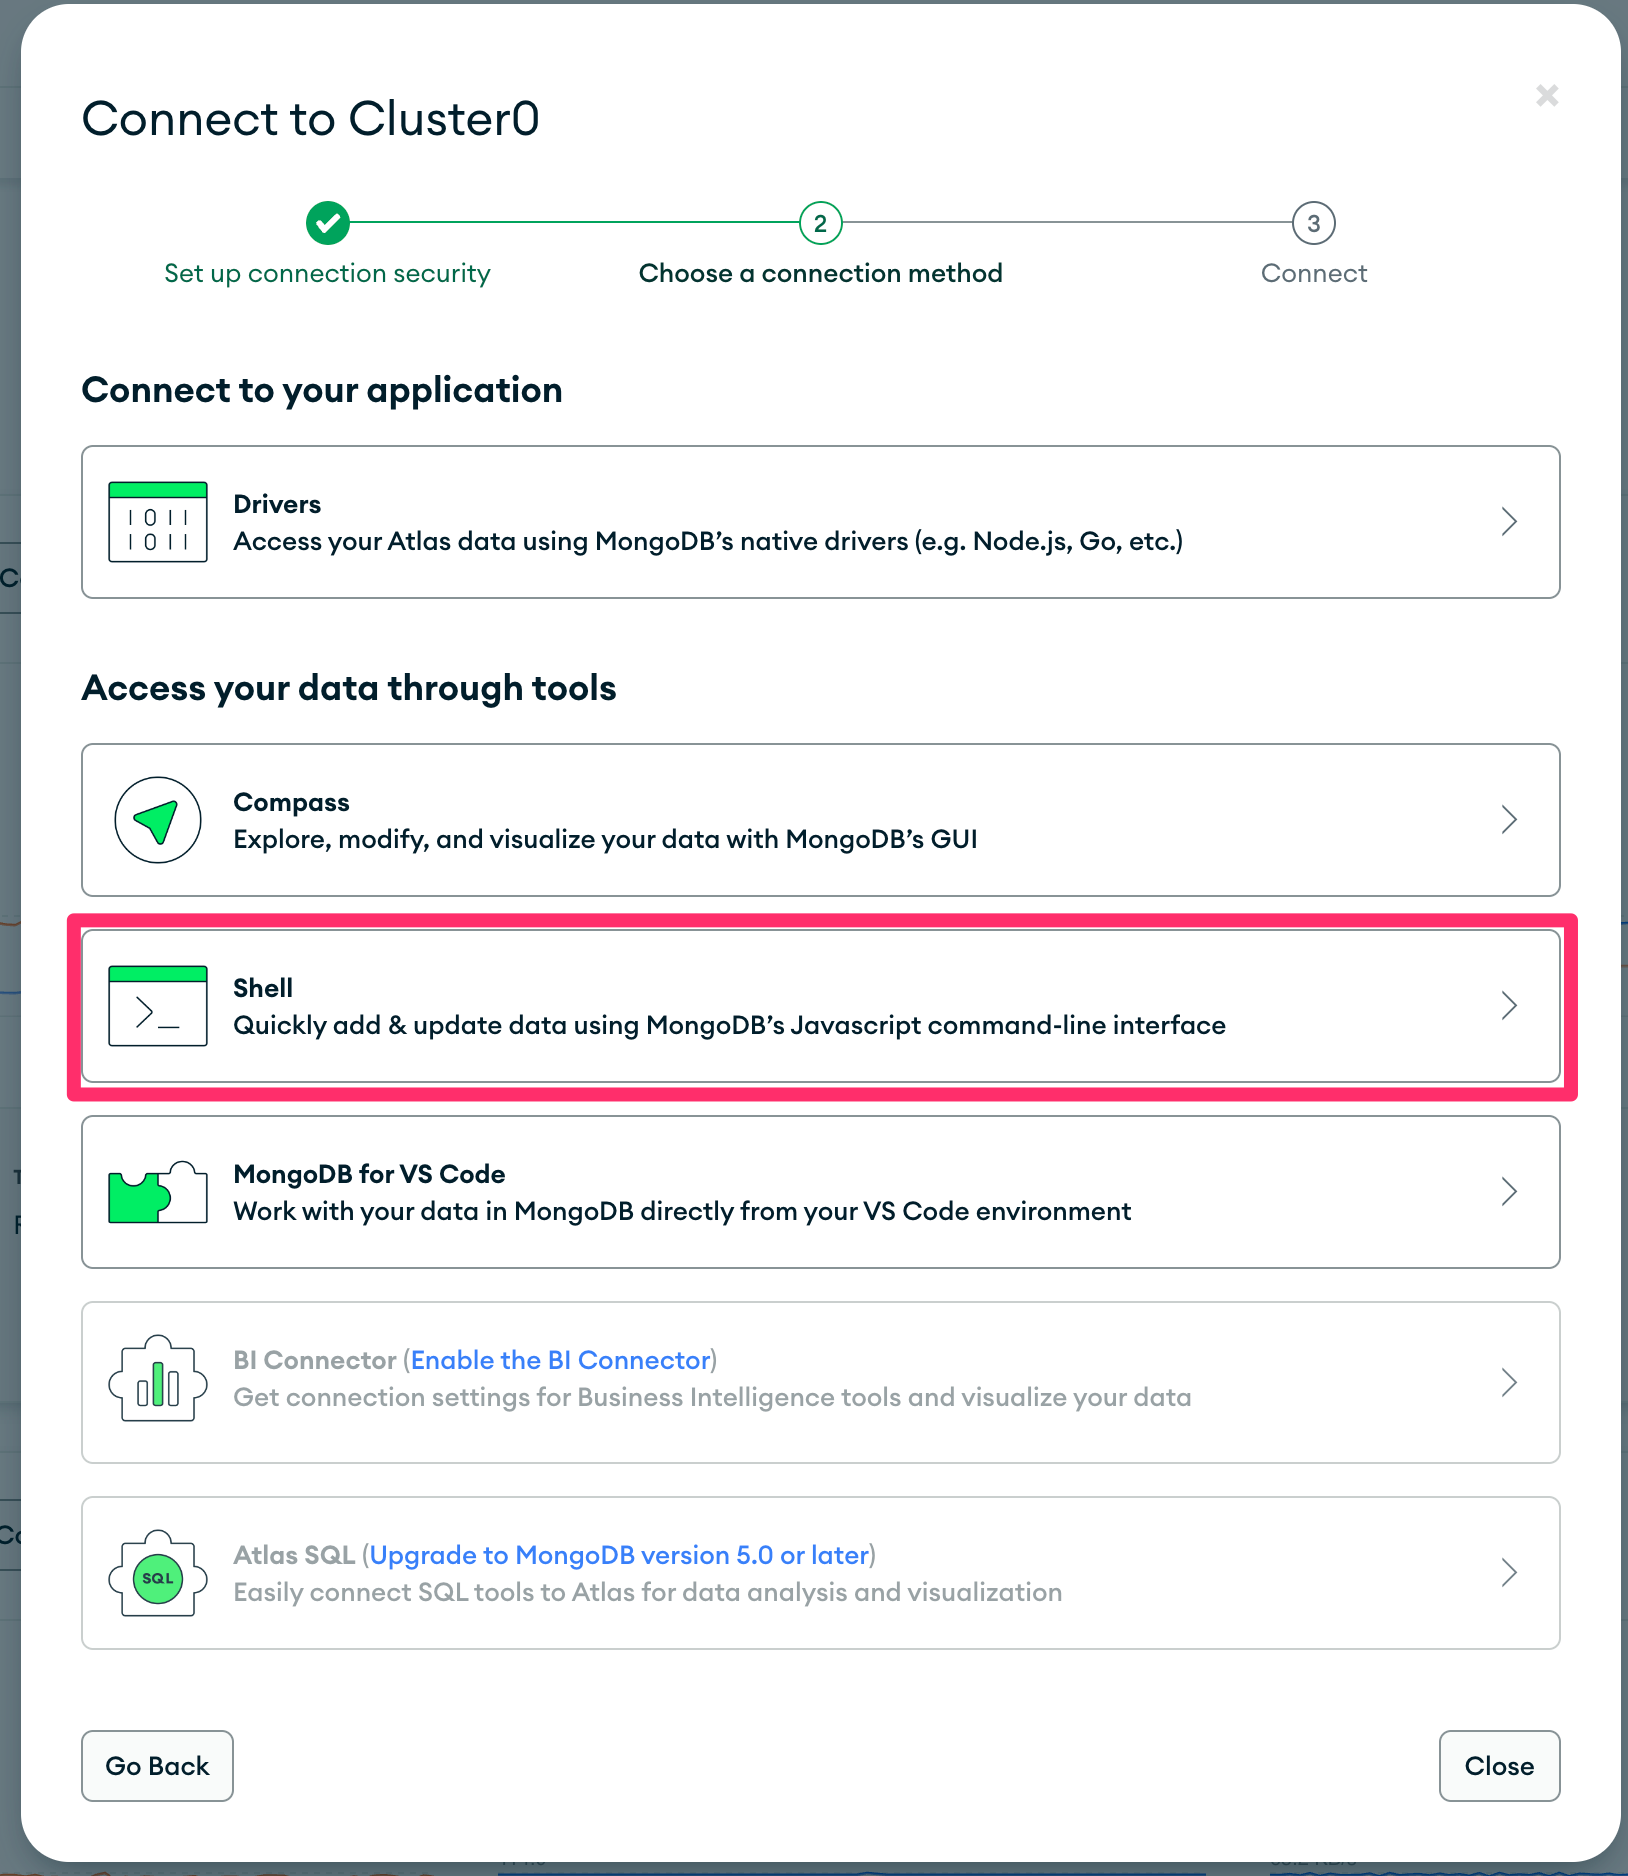 Connect to Cluster0
2
3
Set up connection security
Choose a connection method
Connect
Connect to your application
1011
1011
Drivers
Access your Atlas data using MongoDB’s native drivers (e.g. Node.js, Go, etc.)
Access your data through tools
Compass
Explore, modify, and visualize your data with MongoDB’s GUI
>_
Shell
Quickly add & update data using MongoDB’s Javascript command-line interface
MongoDB for VS Code
Work with your data in MongoDB directly from your VS Code environment
BI Connector (Enable the BI Connector)
Get connection settings for Business Intelligence tools and visualize your data
SQL
Atlas SQL (Upgrade to MongoDB version 5.0 or later)
Easily connect SQL tools to Atlas for data analysis and visualization
Go Back
Close